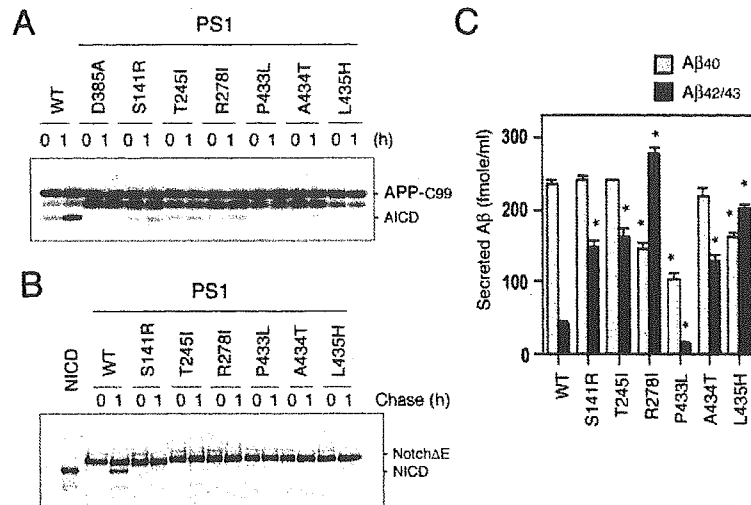 A
PS1
WT D385A S141R T245I R278I P433L A434T L435H
0 1 0 1 0 1 0 1 0 1 0 1 0 1 0 1 (h)
APP-C99
AICD
B
PS1
NICD WT S141R T245I R278I P433L A434T L435H
0 1 0 1 0 1 0 1 0 1 0 1 0 1 Chase (h)
NotchΔE
NICD
C
Aβ40
Aβ42/43
Secreted Aβ (fmole/ml)
300
200
100
0
* * * * * * * * *
WT S141R T245I R278I P433L A434T L435H